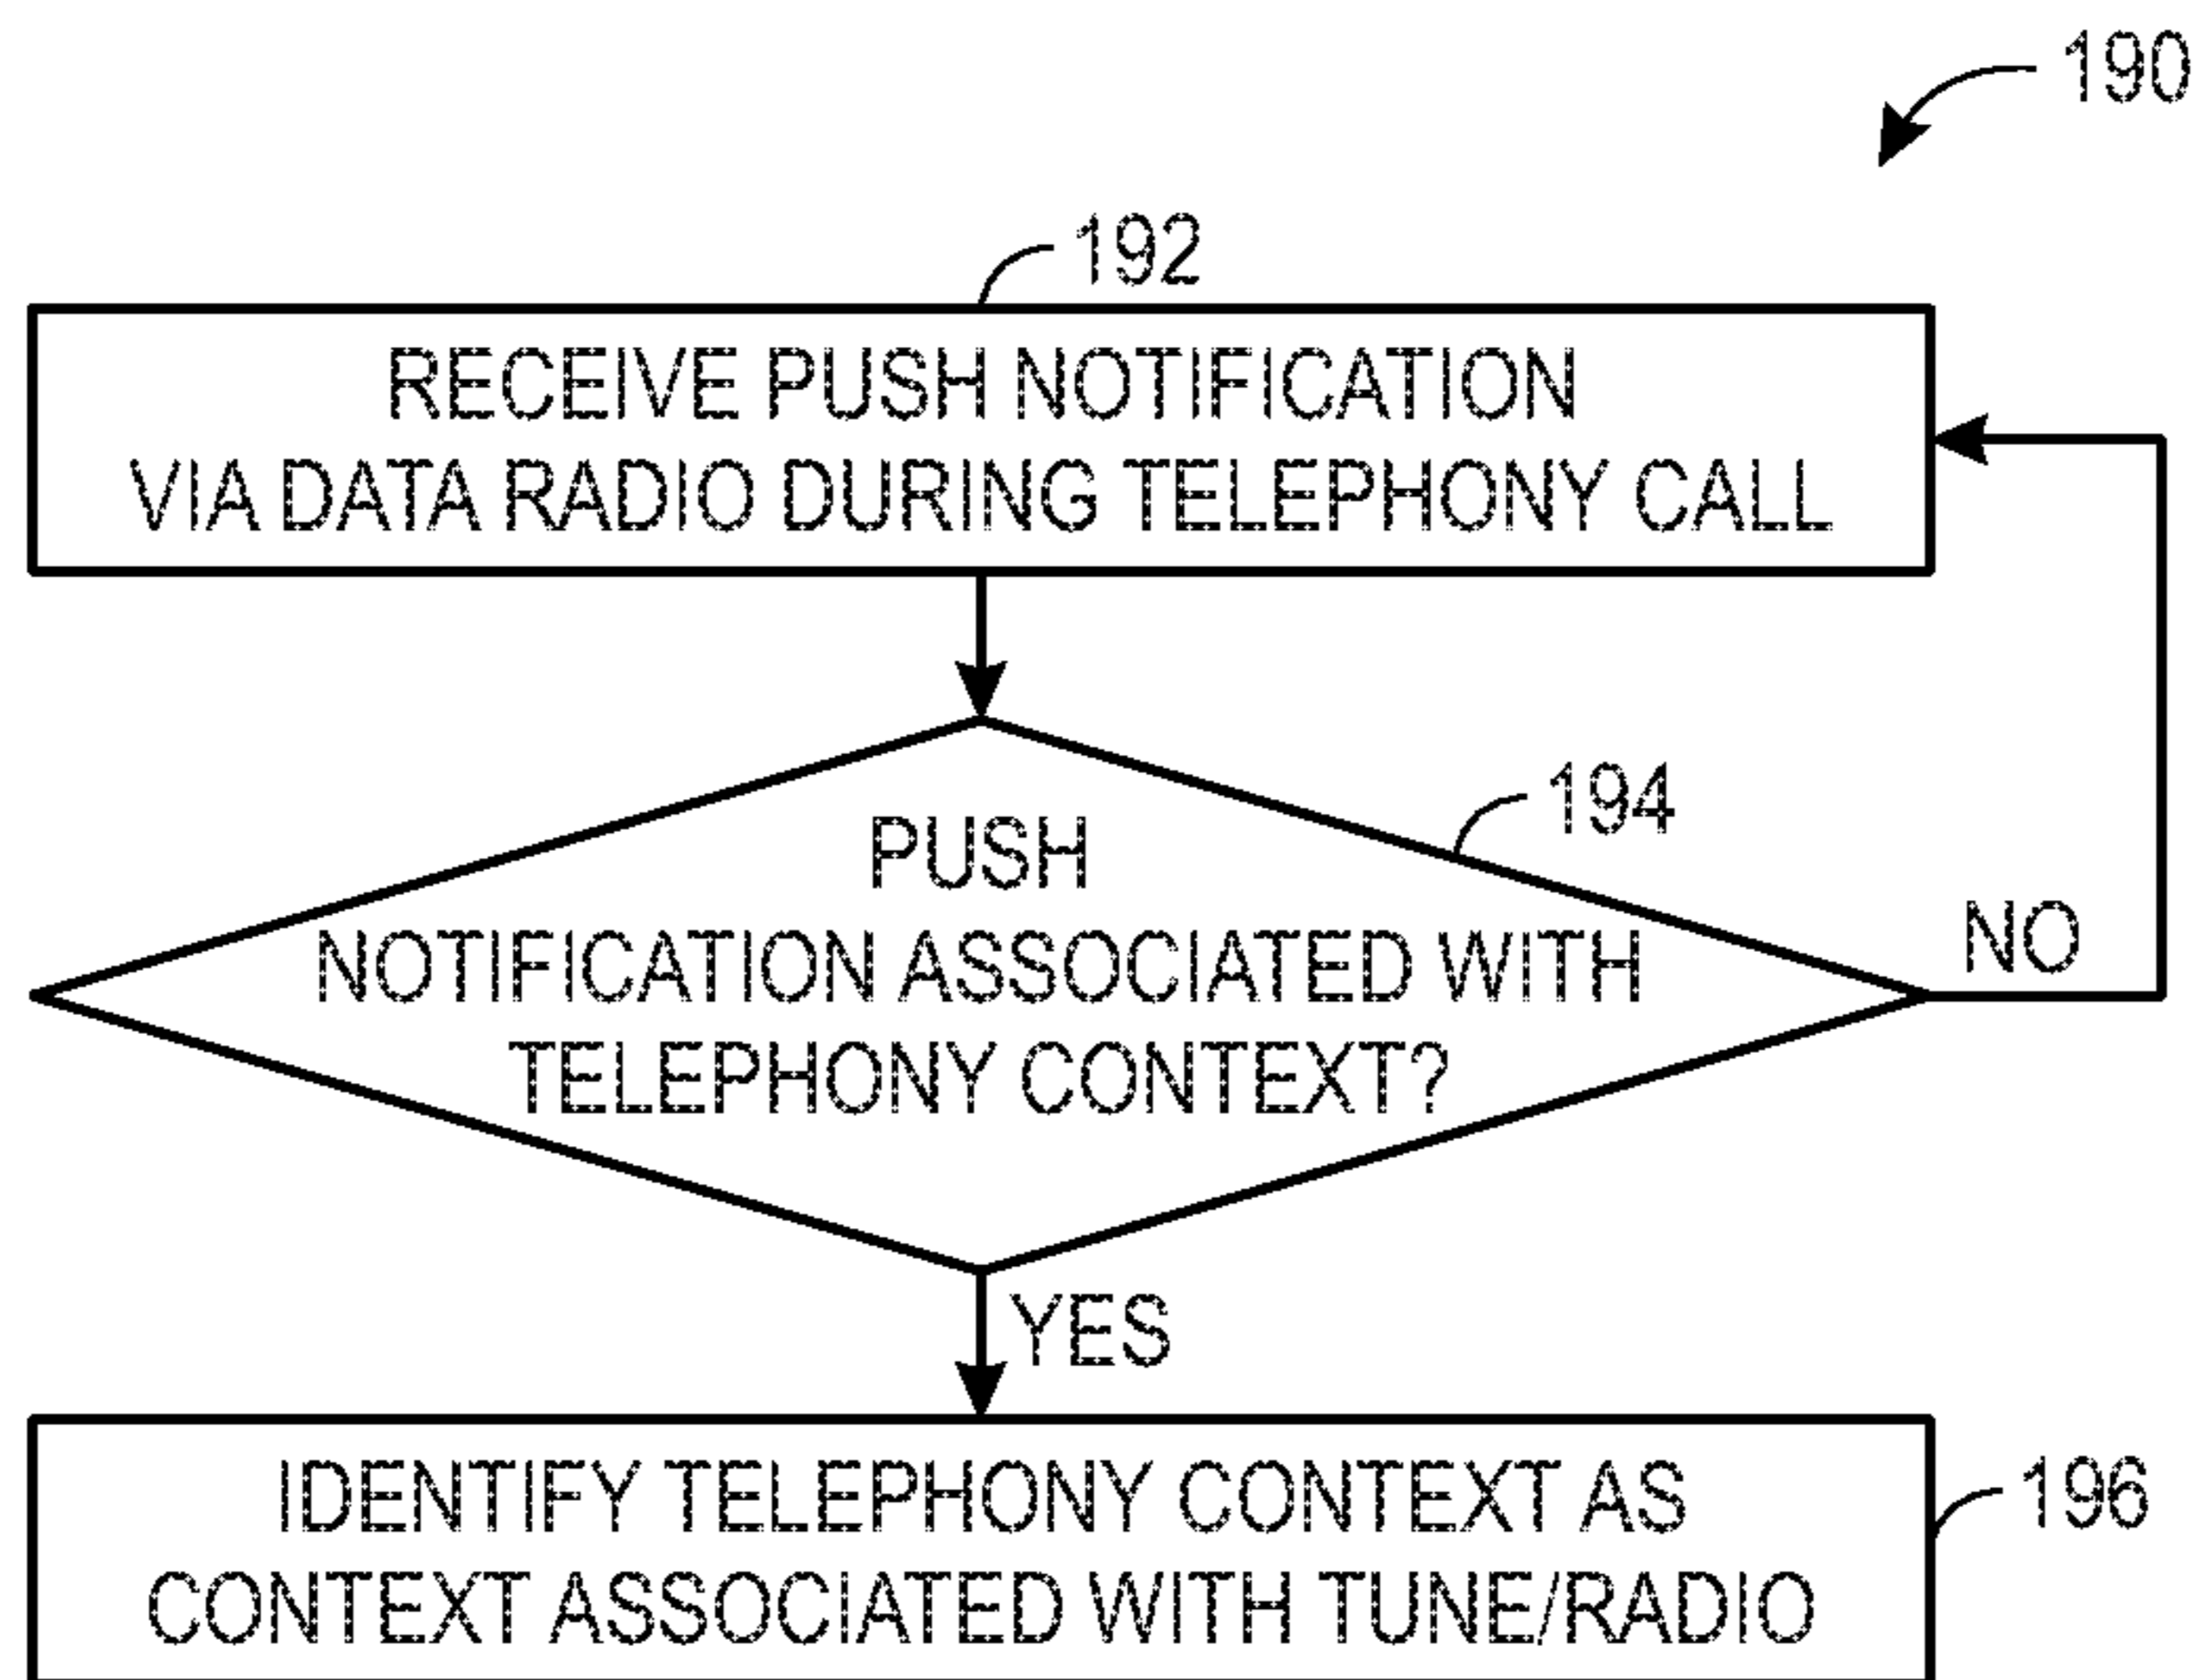 190
192
RECEIVE PUSH NOTIFICATION
VIA DATA RADIO DURING TELEPHONY CALL
194
PUSH
NOTIFICATION ASSOCIATED WITH
TELEPHONY CONTEXT?
NO
YES
IDENTIFY TELEPHONY CONTEXT AS
CONTEXT ASSOCIATED WITH TUNE/RADIO
196